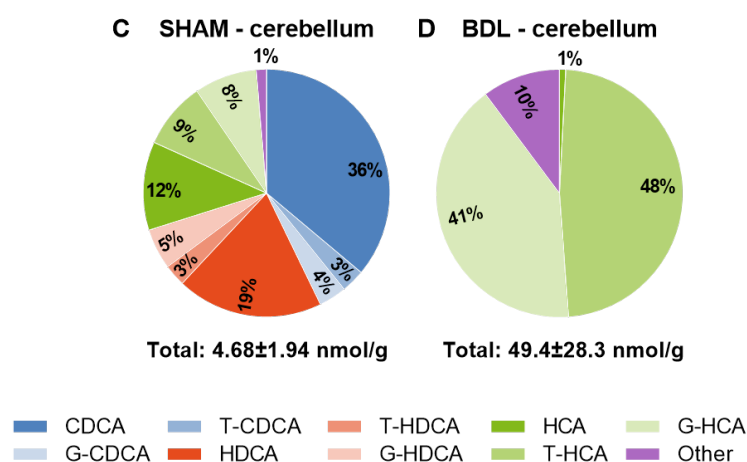 C SHAM - cerebellum
D BDL - cerebellum
1%
36%
3%
4%
19%
3%
5%
12%
9%
8%
1%
48%
41%
10%
Total: 4.68±1.94 nmol/g
Total: 49.4±28.3 nmol/g
CDCA T-CDCA T-HDCA HCA G-HCA
G-CDCA HDCA G-HDCA T-HCA Other